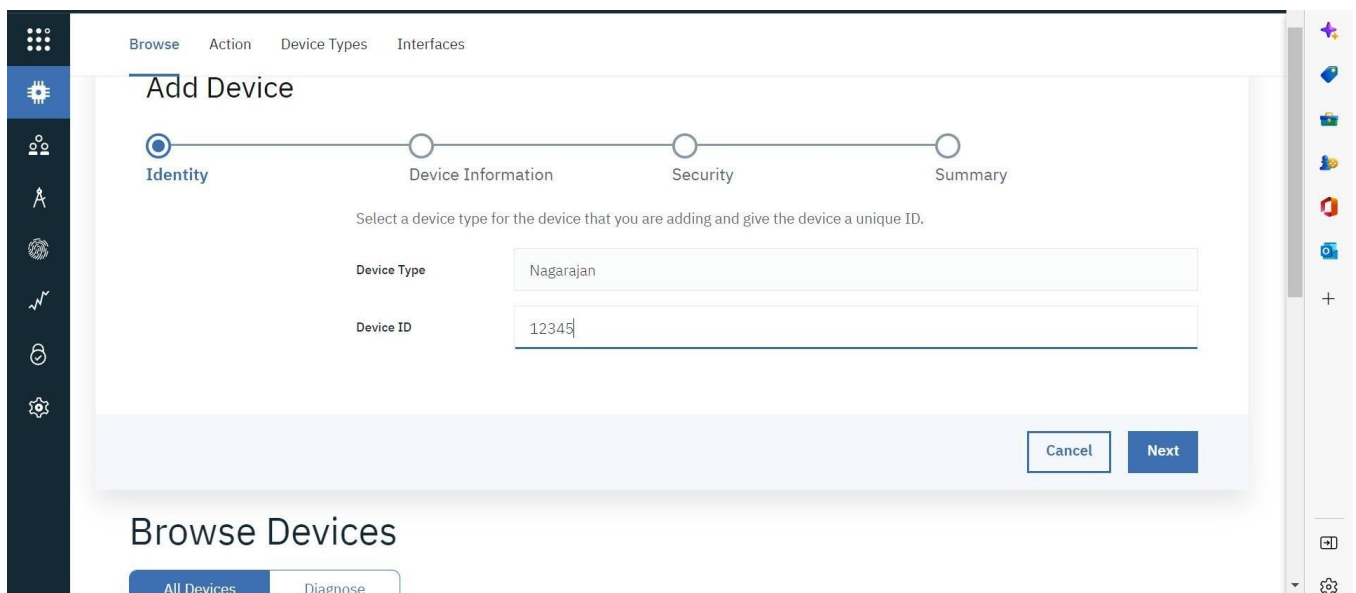 Browse Action Device Types Interfaces
Add Device
Identity Device Information Security Summary
Select a device type for the device that you are adding and give the device a unique ID.
Device Type Nagarajan
Device ID 12345
Cancel Next
Browse Devices
All Devices Diagnose